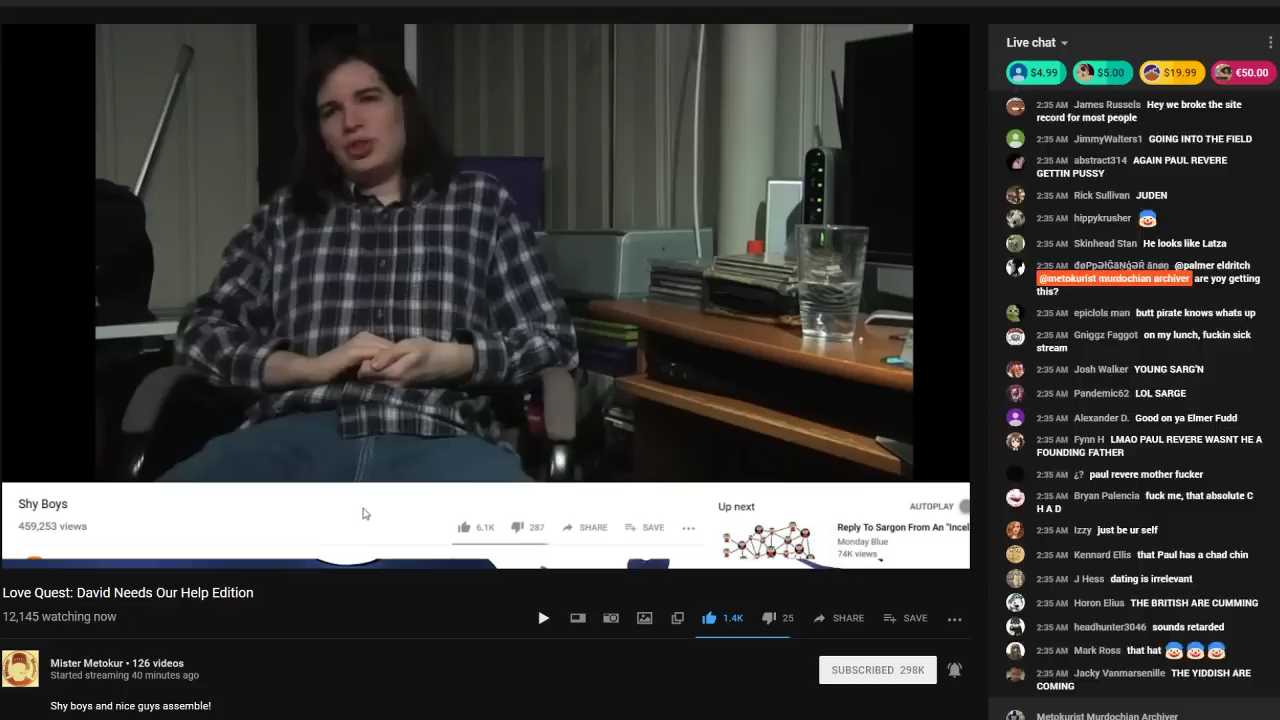 Shy Boys
459,253 views
6.1K
287
SHARE
SAVE
Up next
AUTOPLAY
Reply To Sargon From An "Incel
Monday Blue
74K views
Love Quest: David Needs Our Help Edition
12,145 watching now
1.4K
25
SHARE
SAVE
Mister Metokur • 126 videos
Started streaming 40 minutes ago
SUBSCRIBED 298K
Shy boys and nice guys assemble!
Live chat
$4.99
$5.00
$19.99
€50.00
2:35 AM James Russels Hey we broke the site
record for most people
2:35 AM JimmyWalters1 GOING INTO THE FIELD
2:35 AM abstract314 AGAIN PAUL REVERE
GETTIN PUSSY
2:35 AM Rick Sullivan JUDEN
2:35 AM hippykrusher
2:35 AM Skinhead Stan He looks like Latza
2:35 AM @palmer eldritch
@metokurist murdochian archiver are yoy getting
this?
2:35 AM epiclols man butt pirate knows whats up
2:35 AM Gniggz Faggot on my lunch, fuckin sick
stream
2:35 AM Josh Walker YOUNG SARG'N
2:35 AM Pandemic62 LOL SARGE
2:35 AM Alexander D. Good on ya Elmer Fudd
2:35 AM Fynn H LMAO PAUL REVERE WASNT HE A
FOUNDING FATHER
2:35 AM ¿? paul revere mother fucker
2:35 AM Bryan Palencia fuck me, that absolute C
H A D
2:35 AM Izzy just be ur self
2:35 AM Kennard Ellis that Paul has a chad chin
2:35 AM J Hess dating is irrelevant
2:35 AM Horon Elius THE BRITISH ARE CUMMING
2:35 AM headhunter3046 sounds retarded
2:35 AM Mark Ross that hat
2:35 AM Jacky Vanmarsenille THE YIDDISH ARE
COMING
Metokurist Murdochian Archiver